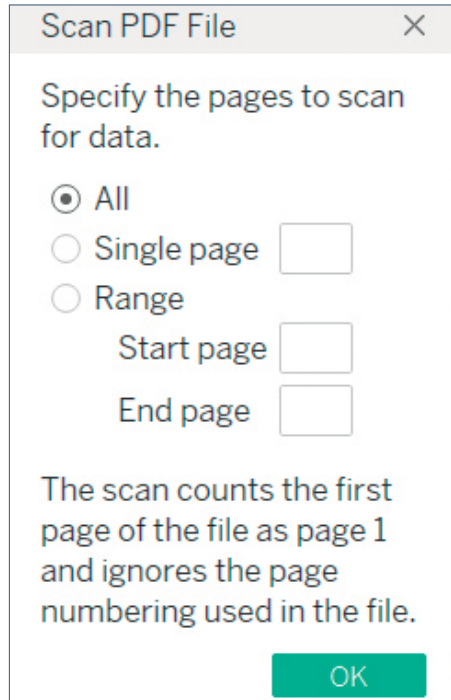 Scan PDF File
Specify the pages to scan
for data.
All
Single page
Range
Start page
End page
The scan counts the first
page of the file as page 1
and ignores the page
numbering used in the file.
OK